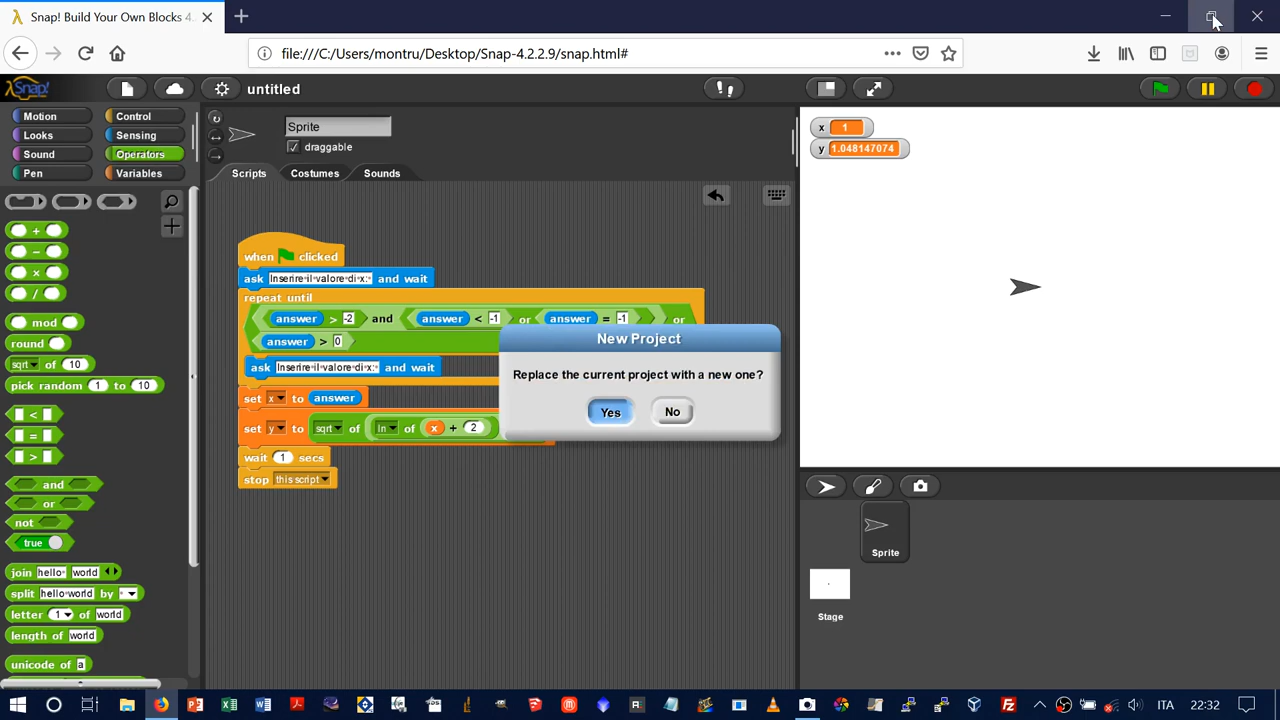 Snap! Build Your Own Blocks 4.
file:///C:/Users/montru/Desktop/Snap-4.2.2.9/snap.html#
Snap!
untitled
Motion Control
Looks Sensing
Sound Operators
Pen Variables
Sprite
draggable
Scripts Costumes Sounds
x 1
y 1.048147074
+
−
×
/
mod
round
sqrt of 10
pick random 1 to 10
<
=
>
and
or
not
true
join hello world
split hello world by
letter 1 of world
length of world
unicode of a
when clicked
ask Inserire il valore di x: and wait
repeat until
answer > -2 and answer < -1 or answer = -1 or
answer > 0
ask Inserire il valore di x: and wait
set x to answer
set y to sqrt of ln of x + 2
wait 1 secs
stop this script
New Project
Replace the current project with a new one?
Yes No
Sprite
Stage
ITA 22:32